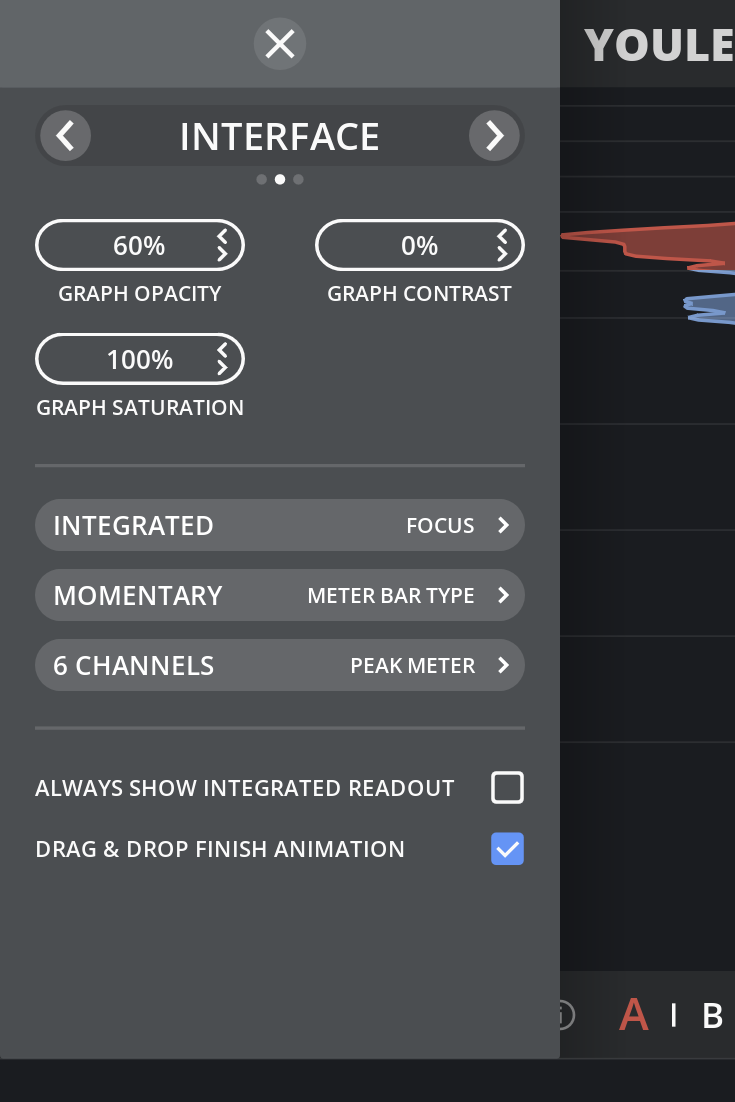 YOULE
INTERFACE
60%
0%
GRAPH OPACITY
GRAPH CONTRAST
100%
GRAPH SATURATION
INTEGRATED
FOCUS
MOMENTARY
METER BAR TYPE
6 CHANNELS
PEAK METER
ALWAYS SHOW INTEGRATED READOUT
DRAG & DROP FINISH ANIMATION
A | B